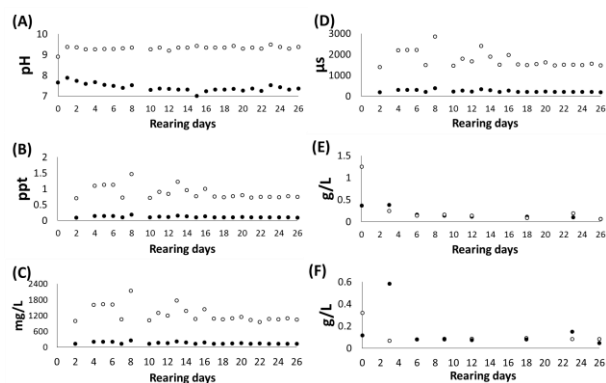 (A)
pH
10
9
8
7
0 2 4 6 8 10 12 14 16 18 20 22 24 26
Rearing days
(B)
ppt
2
1.5
1
0.5
0
0 2 4 6 8 10 12 14 16 18 20 22 24 26
Rearing days
(C)
mg/L
2400
1800
1200
600
0
0 2 4 6 8 10 12 14 16 18 20 22 24 26
Rearing days
(D)
µs
3000
2000
1000
0
0 2 4 6 8 10 12 14 16 18 20 22 24 26
Rearing days
(E)
g/L
1.5
1
0.5
0
0 2 4 6 8 10 12 14 16 18 20 22 24 26
Rearing days
(F)
g/L
0.6
0.4
0.2
0
0 2 4 6 8 10 12 14 16 18 20 22 24 26
Rearing days